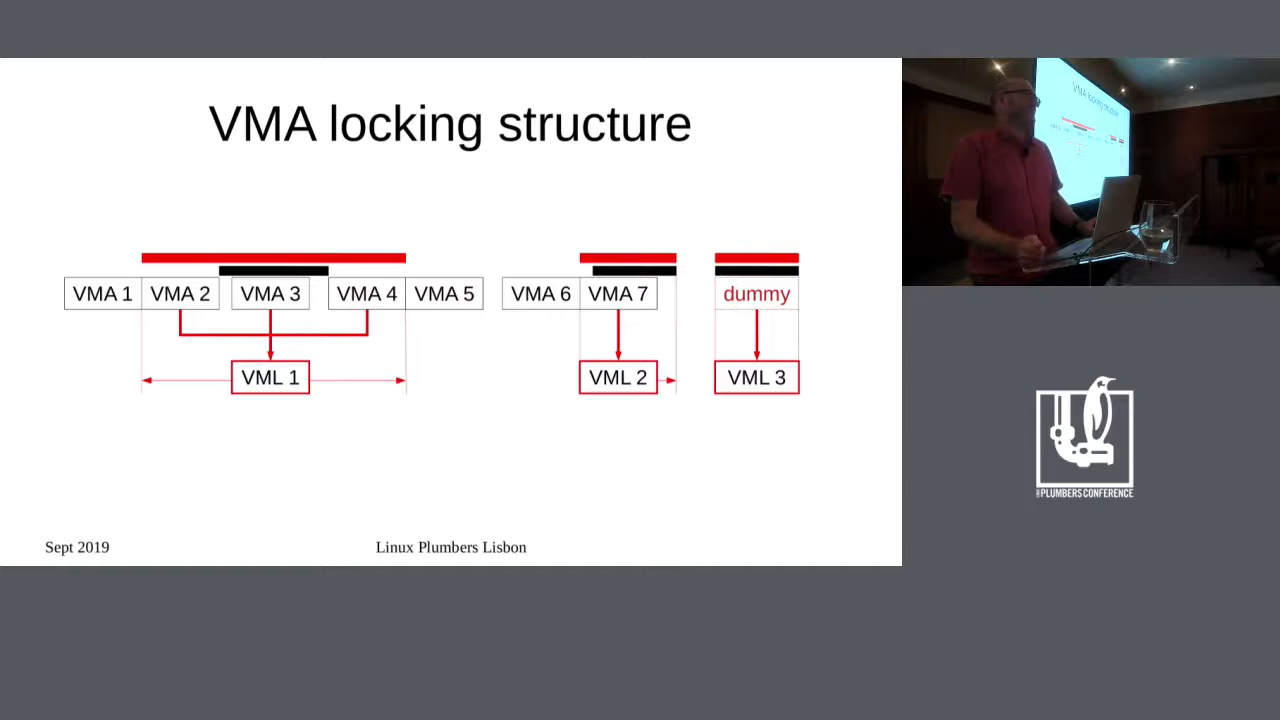 VMA locking structure
VMA 1 VMA 2 VMA 3 VMA 4 VMA 5 VMA 6 VMA 7 dummy
VML 1 VML 2 VML 3
Sept 2019 Linux Plumbers Lisbon
PLUMBERS CONFERENCE